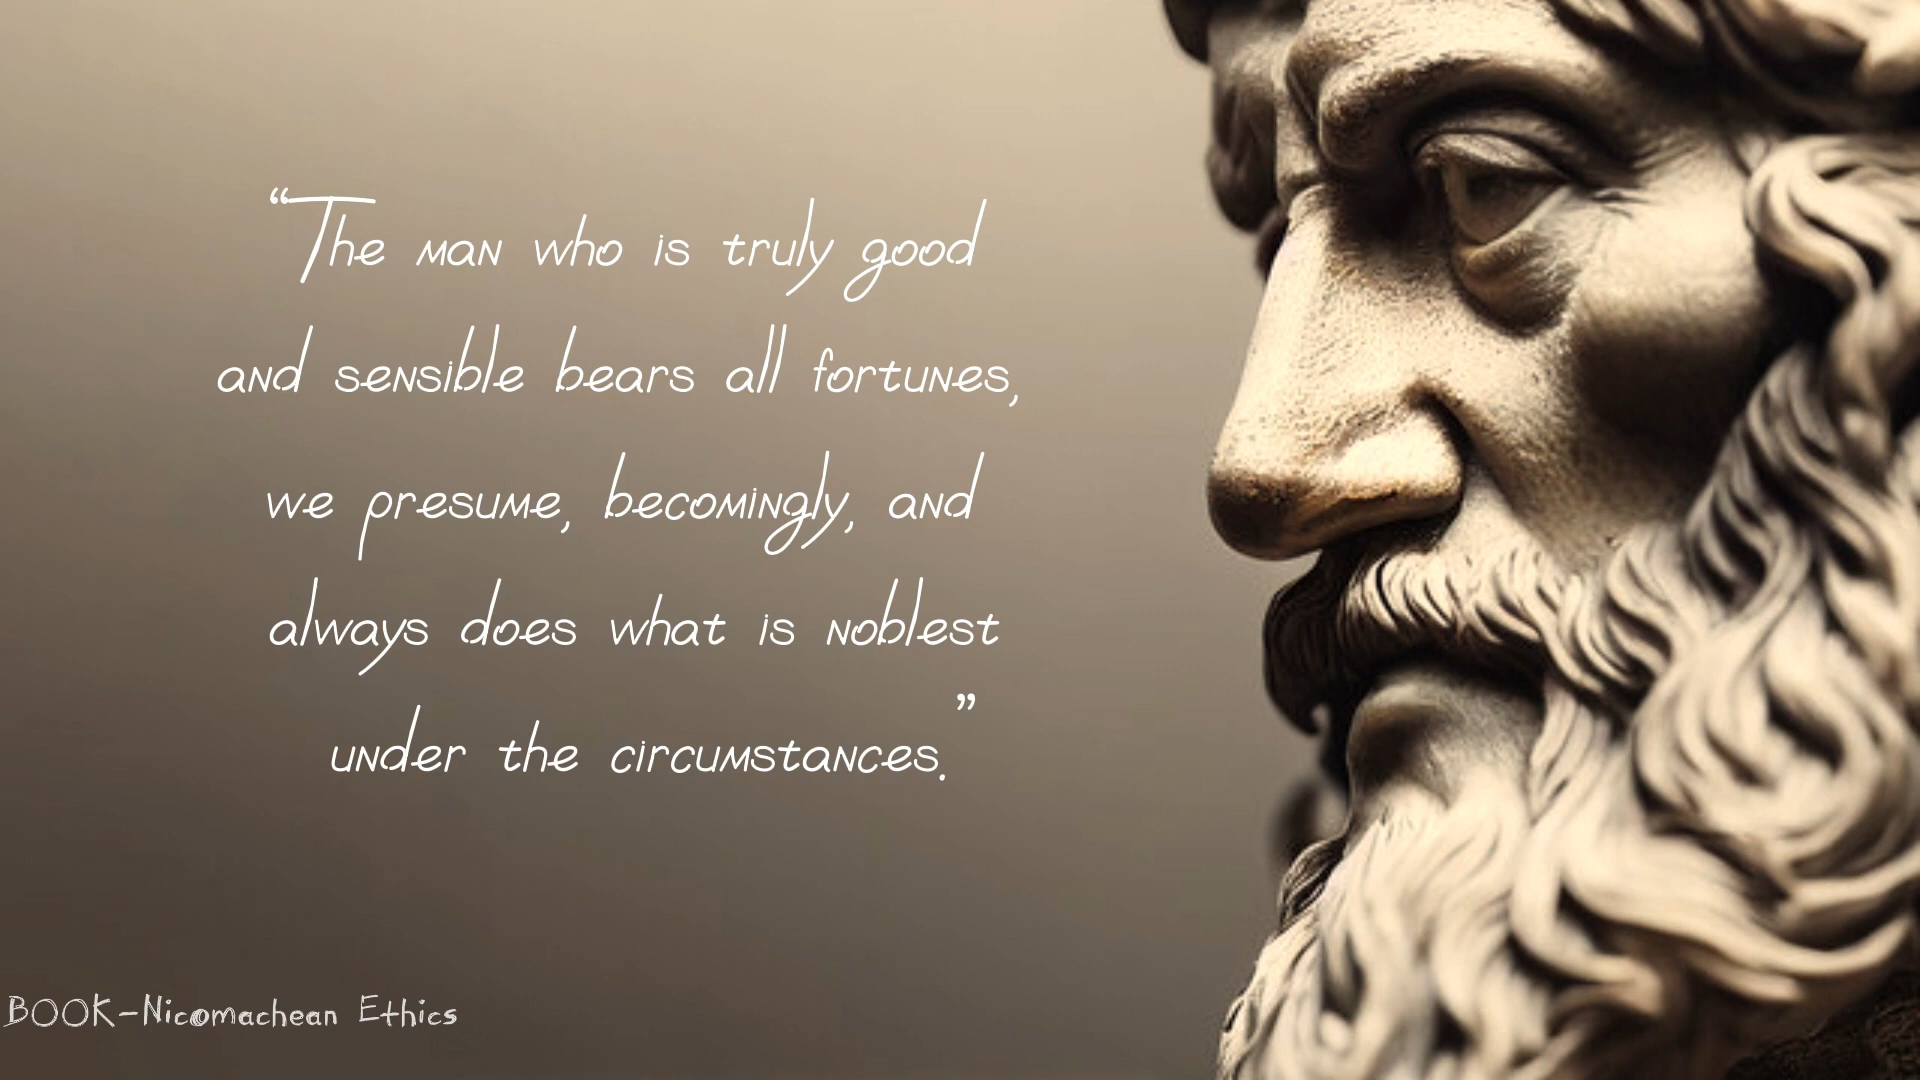 “The man who is truly good
and sensible bears all fortunes,
we presume, becomingly, and
always does what is noblest
under the circumstances.”
BOOK-Nicomachean Ethics